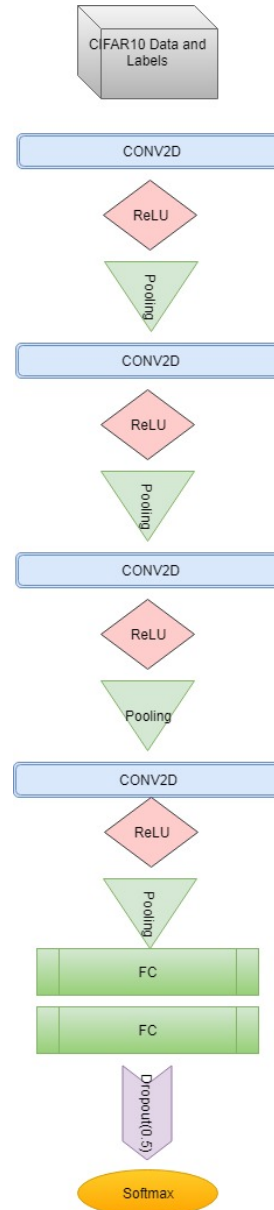 CIFAR10 Data and
Labels
CONV2D
ReLU
Pooling
CONV2D
ReLU
Pooling
CONV2D
ReLU
Pooling
CONV2D
ReLU
Pooling
FC
FC
Dropout(0.5)
Softmax